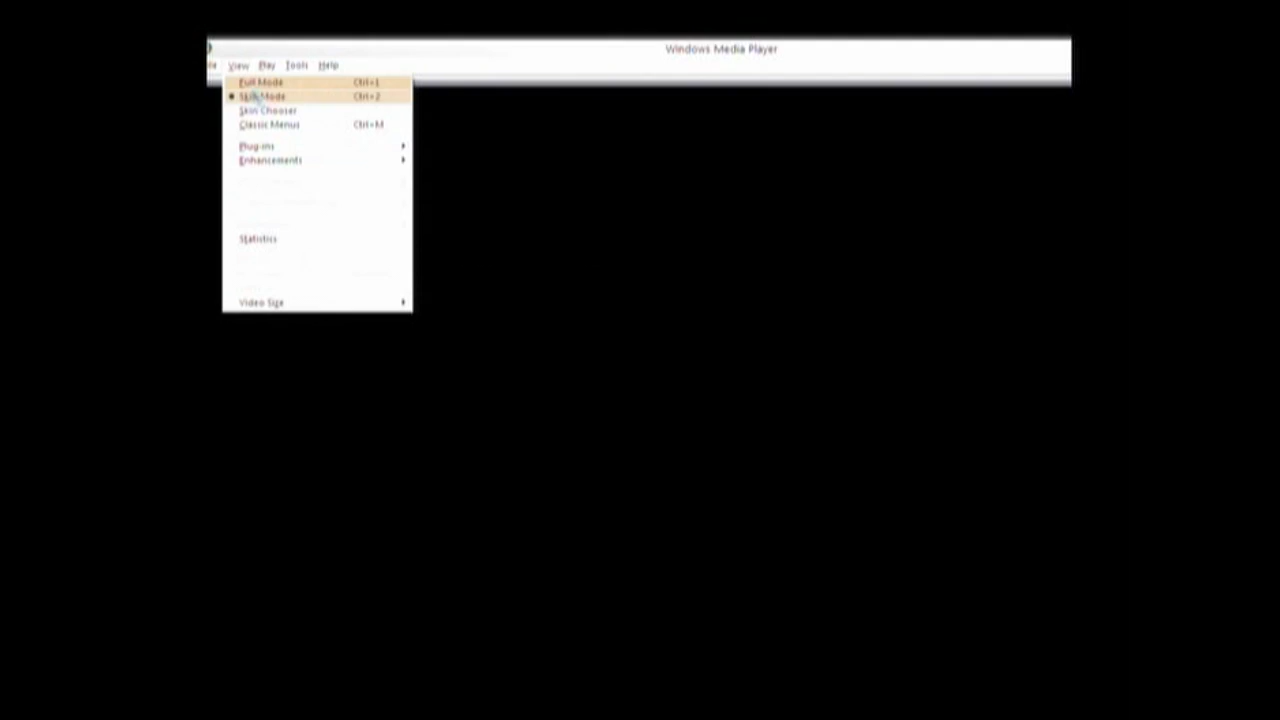 Windows Media Player
View Play Tools Help
Full Mode Ctrl+1
Skin Mode Ctrl+2
Skin Chooser
Classic Menus Ctrl+M
Plug-ins
Enhancements
Statistics
Video Size